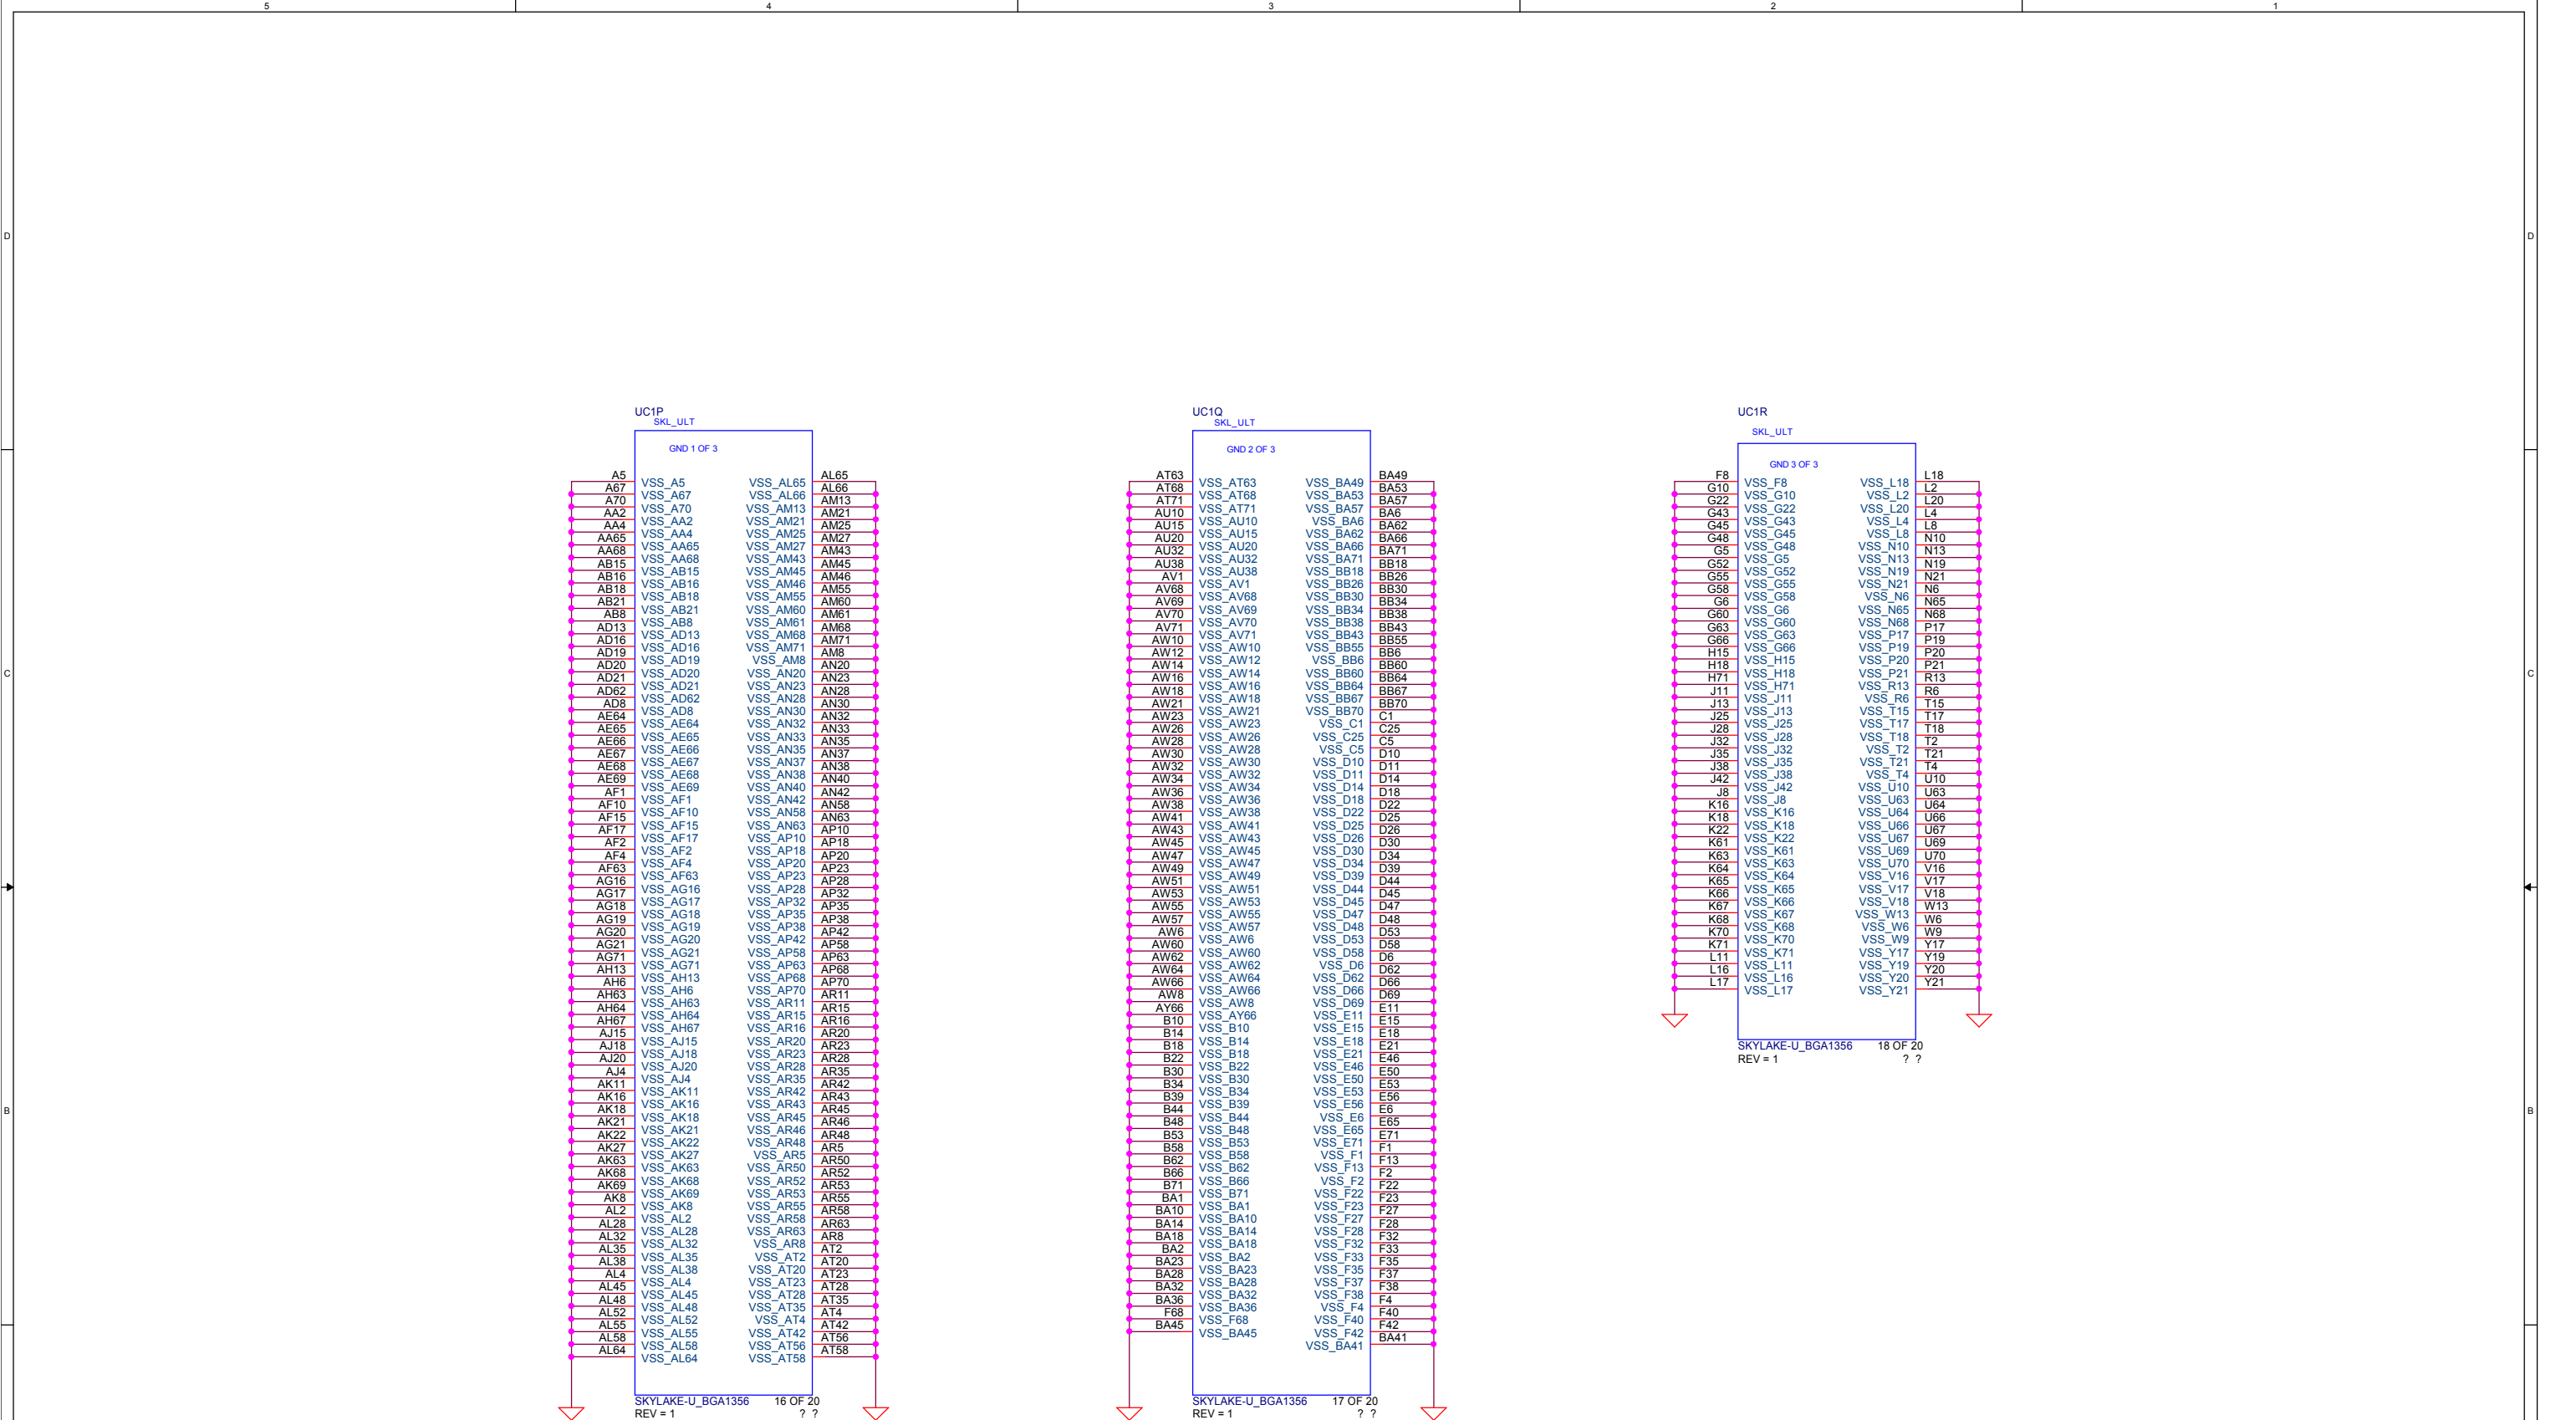 5 4 3 2 1
D D
C C
B B
UC1P
SKL_ULT
GND 1 OF 3
A5 VSS_A5 VSS_AL65 AL65
A67 VSS_A67 VSS_AL66 AL66
A70 VSS_A70 VSS_AM13 AM13
AA2 VSS_AA2 VSS_AM21 AM21
AA4 VSS_AA4 VSS_AM25 AM25
AA65 VSS_AA65 VSS_AM27 AM27
AA68 VSS_AA68 VSS_AM43 AM43
AB15 VSS_AB15 VSS_AM45 AM45
AB16 VSS_AB16 VSS_AM46 AM46
AB18 VSS_AB18 VSS_AM55 AM55
AB21 VSS_AB21 VSS_AM60 AM60
AB8 VSS_AB8 VSS_AM61 AM61
AD13 VSS_AD13 VSS_AM68 AM68
AD16 VSS_AD16 VSS_AM71 AM71
AD19 VSS_AD19 VSS_AM8 AM8
AD20 VSS_AD20 VSS_AN20 AN20
AD21 VSS_AD21 VSS_AN23 AN23
AD62 VSS_AD62 VSS_AN28 AN28
AD8 VSS_AD8 VSS_AN30 AN30
AE64 VSS_AE64 VSS_AN32 AN32
AE65 VSS_AE65 VSS_AN33 AN33
AE66 VSS_AE66 VSS_AN35 AN35
AE67 VSS_AE67 VSS_AN37 AN37
AE68 VSS_AE68 VSS_AN38 AN38
AE69 VSS_AE69 VSS_AN40 AN40
AF1 VSS_AF1 VSS_AN42 AN42
AF10 VSS_AF10 VSS_AN58 AN58
AF15 VSS_AF15 VSS_AN63 AN63
AF17 VSS_AF17 VSS_AP10 AP10
AF2 VSS_AF2 VSS_AP18 AP18
AF4 VSS_AF4 VSS_AP20 AP20
AF63 VSS_AF63 VSS_AP23 AP23
AG16 VSS_AG16 VSS_AP28 AP28
AG17 VSS_AG17 VSS_AP32 AP32
AG18 VSS_AG18 VSS_AP35 AP35
AG19 VSS_AG19 VSS_AP38 AP38
AG20 VSS_AG20 VSS_AP42 AP42
AG21 VSS_AG21 VSS_AP58 AP58
AG71 VSS_AG71 VSS_AP63 AP63
AH13 VSS_AH13 VSS_AP68 AP68
AH6 VSS_AH6 VSS_AP70 AP70
AH63 VSS_AH63 VSS_AR11 AR11
AH64 VSS_AH64 VSS_AR15 AR15
AH67 VSS_AH67 VSS_AR16 AR16
AJ15 VSS_AJ15 VSS_AR20 AR20
AJ18 VSS_AJ18 VSS_AR23 AR23
AJ20 VSS_AJ20 VSS_AR28 AR28
AJ4 VSS_AJ4 VSS_AR35 AR35
AK11 VSS_AK11 VSS_AR42 AR42
AK16 VSS_AK16 VSS_AR43 AR43
AK18 VSS_AK18 VSS_AR45 AR45
AK21 VSS_AK21 VSS_AR46 AR46
AK22 VSS_AK22 VSS_AR48 AR48
AK27 VSS_AK27 VSS_AR5 AR5
AK63 VSS_AK63 VSS_AR50 AR50
AK68 VSS_AK68 VSS_AR52 AR52
AK69 VSS_AK69 VSS_AR53 AR53
AK8 VSS_AK8 VSS_AR55 AR55
AL2 VSS_AL2 VSS_AR58 AR58
AL28 VSS_AL28 VSS_AR63 AR63
AL32 VSS_AL32 VSS_AR8 AR8
AL35 VSS_AL35 VSS_AT2 AT2
AL38 VSS_AL38 VSS_AT20 AT20
AL4 VSS_AL4 VSS_AT23 AT23
AL45 VSS_AL45 VSS_AT28 AT28
AL48 VSS_AL48 VSS_AT35 AT35
AL52 VSS_AL52 VSS_AT4 AT4
AL55 VSS_AL55 VSS_AT42 AT42
AL58 VSS_AL58 VSS_AT56 AT56
AL64 VSS_AL64 VSS_AT58 AT58
SKYLAKE-U_BGA1356 16 OF 20
REV = 1 ? ?
UC1Q
SKL_ULT
GND 2 OF 3
AT63 VSS_AT63 VSS_BA49 BA49
AT68 VSS_AT68 VSS_BA53 BA53
AT71 VSS_AT71 VSS_BA57 BA57
AU10 VSS_AU10 VSS_BA6 BA6
AU15 VSS_AU15 VSS_BA62 BA62
AU20 VSS_AU20 VSS_BA66 BA66
AU32 VSS_AU32 VSS_BA71 BA71
AU38 VSS_AU38 VSS_BB18 BB18
AV1 VSS_AV1 VSS_BB26 BB26
AV68 VSS_AV68 VSS_BB30 BB30
AV69 VSS_AV69 VSS_BB34 BB34
AV70 VSS_AV70 VSS_BB38 BB38
AV71 VSS_AV71 VSS_BB43 BB43
AW10 VSS_AW10 VSS_BB55 BB55
AW12 VSS_AW12 VSS_BB6 BB6
AW14 VSS_AW14 VSS_BB60 BB60
AW16 VSS_AW16 VSS_BB64 BB64
AW18 VSS_AW18 VSS_BB67 BB67
AW21 VSS_AW21 VSS_BB70 BB70
AW23 VSS_AW23 VSS_C1 C1
AW26 VSS_AW26 VSS_C25 C25
AW28 VSS_AW28 VSS_C5 C5
AW30 VSS_AW30 VSS_D10 D10
AW32 VSS_AW32 VSS_D11 D11
AW34 VSS_AW34 VSS_D14 D14
AW36 VSS_AW36 VSS_D18 D18
AW38 VSS_AW38 VSS_D22 D22
AW41 VSS_AW41 VSS_D25 D25
AW43 VSS_AW43 VSS_D26 D26
AW45 VSS_AW45 VSS_D30 D30
AW47 VSS_AW47 VSS_D34 D34
AW49 VSS_AW49 VSS_D39 D39
AW51 VSS_AW51 VSS_D44 D44
AW53 VSS_AW53 VSS_D45 D45
AW55 VSS_AW55 VSS_D47 D47
AW57 VSS_AW57 VSS_D48 D48
AW6 VSS_AW6 VSS_D53 D53
AW60 VSS_AW60 VSS_D58 D58
AW62 VSS_AW62 VSS_D6 D6
AW64 VSS_AW64 VSS_D62 D62
AW66 VSS_AW66 VSS_D66 D66
AW8 VSS_AW8 VSS_D69 D69
AY66 VSS_AY66 VSS_E11 E11
B10 VSS_B10 VSS_E15 E15
B14 VSS_B14 VSS_E18 E18
B18 VSS_B18 VSS_E21 E21
B22 VSS_B22 VSS_E46 E46
B30 VSS_B30 VSS_E50 E50
B34 VSS_B34 VSS_E53 E53
B39 VSS_B39 VSS_E56 E56
B44 VSS_B44 VSS_E6 E6
B48 VSS_B48 VSS_E65 E65
B53 VSS_B53 VSS_E71 E71
B58 VSS_B58 VSS_F1 F1
B62 VSS_B62 VSS_F13 F13
B66 VSS_B66 VSS_F2 F2
B71 VSS_B71 VSS_F22 F22
BA1 VSS_BA1 VSS_F23 F23
BA10 VSS_BA10 VSS_F27 F27
BA14 VSS_BA14 VSS_F28 F28
BA18 VSS_BA18 VSS_F32 F32
BA2 VSS_BA2 VSS_F33 F33
BA23 VSS_BA23 VSS_F35 F35
BA28 VSS_BA28 VSS_F37 F37
BA32 VSS_BA32 VSS_F38 F38
BA36 VSS_BA36 VSS_F4 F4
F68 VSS_F68 VSS_F40 F40
BA45 VSS_BA45 VSS_F42 F42
VSS_BA41 BA41
SKYLAKE-U_BGA1356 17 OF 20
REV = 1 ? ?
UC1R
SKL_ULT
GND 3 OF 3
F8 VSS_F8 VSS_L18 L18
G10 VSS_G10 VSS_L2 L2
G22 VSS_G22 VSS_L20 L20
G43 VSS_G43 VSS_L4 L4
G45 VSS_G45 VSS_L8 L8
G48 VSS_G48 VSS_N10 N10
G5 VSS_G5 VSS_N13 N13
G52 VSS_G52 VSS_N19 N19
G55 VSS_G55 VSS_N21 N21
G58 VSS_G58 VSS_N6 N6
G6 VSS_G6 VSS_N65 N65
G60 VSS_G60 VSS_N68 N68
G63 VSS_G63 VSS_P17 P17
G66 VSS_G66 VSS_P19 P19
H15 VSS_H15 VSS_P20 P20
H18 VSS_H18 VSS_P21 P21
H71 VSS_H71 VSS_R13 R13
J11 VSS_J11 VSS_R6 R6
J13 VSS_J13 VSS_T15 T15
J25 VSS_J25 VSS_T17 T17
J28 VSS_J28 VSS_T18 T18
J32 VSS_J32 VSS_T2 T2
J35 VSS_J35 VSS_T21 T21
J38 VSS_J38 VSS_T4 T4
J42 VSS_J42 VSS_U10 U10
J8 VSS_J8 VSS_U63 U63
K16 VSS_K16 VSS_U64 U64
K18 VSS_K18 VSS_U66 U66
K22 VSS_K22 VSS_U67 U67
K61 VSS_K61 VSS_U69 U69
K63 VSS_K63 VSS_U70 U70
K64 VSS_K64 VSS_V16 V16
K65 VSS_K65 VSS_V17 V17
K66 VSS_K66 VSS_V18 V18
K67 VSS_K67 VSS_W13 W13
K68 VSS_K68 VSS_W6 W6
K70 VSS_K70 VSS_W9 W9
K71 VSS_K71 VSS_Y17 Y17
L11 VSS_L11 VSS_Y19 Y19
L16 VSS_L16 VSS_Y20 Y20
L17 VSS_L17 VSS_Y21 Y21
SKYLAKE-U_BGA1356 18 OF 20
REV = 1 ? ?